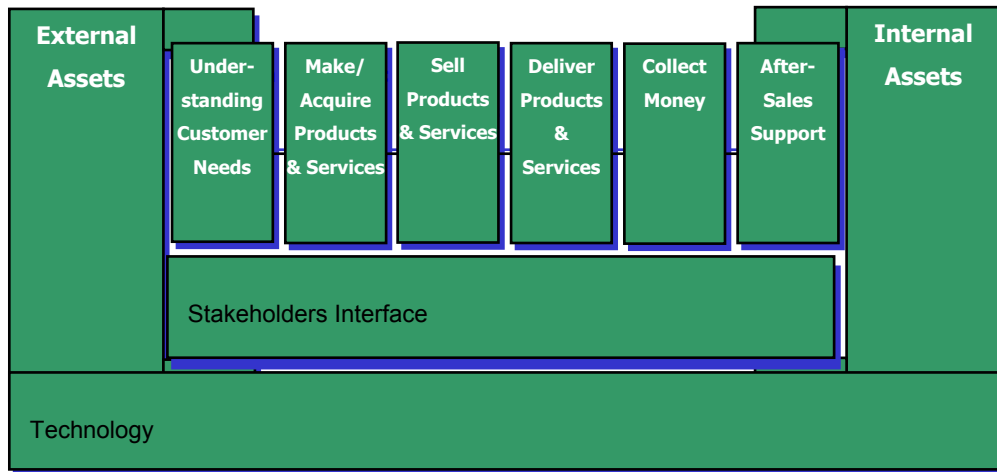 External
Assets
Under-
standing
Customer
Needs
Make/
Acquire
Products
& Services
Sell
Products
& Services
Deliver
Products
&
Services
Collect
Money
After-
Sales
Support
Internal
Assets
Stakeholders Interface
Technology